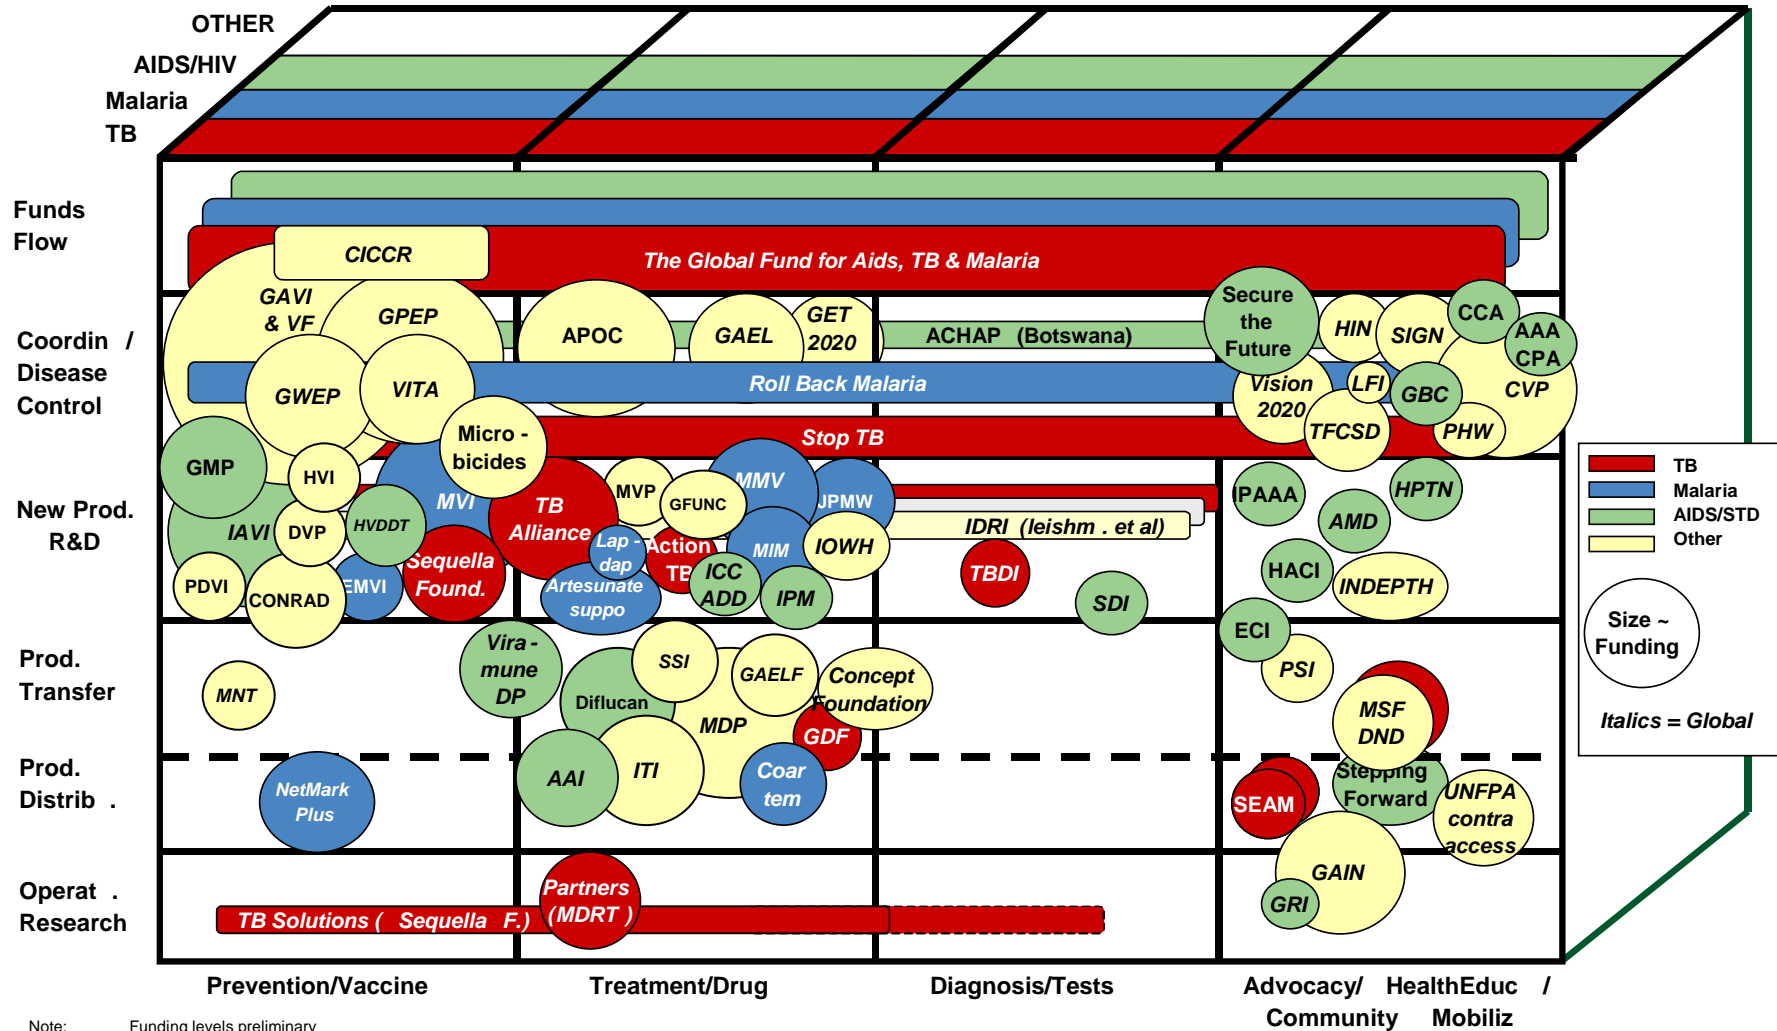 OTHER
AIDS/HIV
Malaria
TB
Funds
Flow
CICCR
The Global Fund for Aids, TB & Malaria
Coordin /
Disease
Control
GAVI
& VF
GPEP
APOC
GAEL
GET
2020
ACHAP (Botswana)
Secure
the
Future
HIN
SIGN
CCA
AAA
CPA
GWEP
VITA
Roll Back Malaria
Vision
2020
LFI
GBC
CVP
Micro -
bicides
Stop TB
TFCSD
PHW
New Prod.
R&D
GMP
HVI
MVI
TB
Alliance
MVP
GFUNC
MMV
JPMW
IPAAA
HPTN
IAVI
DVP
HVDDT
Lap -
dap
Action
TB
MIM
IOWH
IDRI (leishm . et al)
AMD
PDVI
CONRAD
EMVI
Sequella
Found.
Artesunate
suppo
ICC
ADD
IPM
TBDI
SDI
HACI
INDEPTH
ECI
Prod.
Transfer
MNT
Vira -
mune
DP
Diflucan
SSI
MDP
GAELF
Concept
Foundation
GDF
PSI
MSF
DND
Prod.
Distrib .
NetMark
Plus
AAI
ITI
Coar
tem
SEAM
Stepping
Forward
UNFPA
contra
access
Operat .
Research
TB Solutions ( Sequella F.)
Partners
(MDRT )
GAIN
GRI
Prevention/Vaccine
Treatment/Drug
Diagnosis/Tests
Advocacy/ HealthEduc /
Community Mobiliz
TB
Malaria
AIDS/STD
Other
Size ~
Funding
Italics = Global
Note: Funding levels preliminary